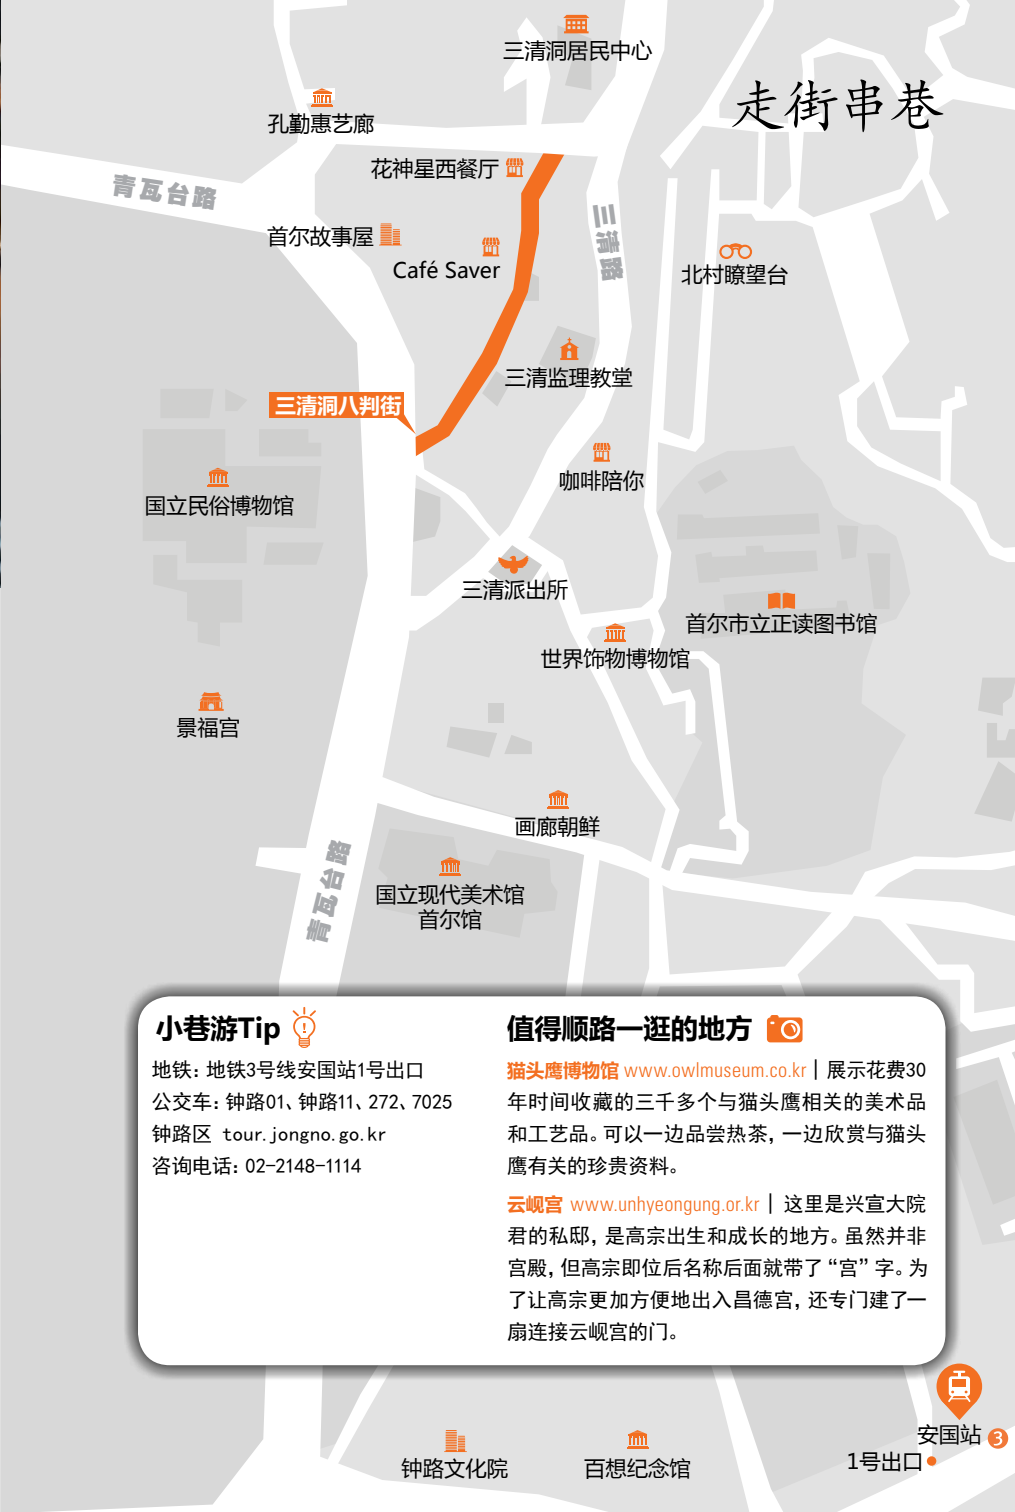 三清洞居民中心
走街串巷
孔勤惠艺廊
花神星西餐厅
青瓦台路
三清路
首尔故事屋
Café Saver
北村瞭望台
三清监理教堂
三清洞八判街
咖啡陪你
国立民俗博物馆
三清派出所
首尔市立正读图书馆
世界饰物博物馆
景福宫
画廊朝鲜
青瓦台路
国立现代美术馆
首尔馆
小巷游Tip
地铁: 地铁3号线安国站1号出口
公交车: 钟路01、钟路11、272、7025
钟路区 tour.jongno.go.kr
咨询电话: 02-2148-1114
值得顺路一逛的地方
猫头鹰博物馆 www.owlmuseum.co.kr | 展示花费30
年时间收藏的三千多个与猫头鹰相关的美术品
和工艺品。可以一边品尝热茶, 一边欣赏与猫头
鹰有关的珍贵资料。
云岘宫 www.unhyeongung.or.kr | 这里是兴宣大院
君的私邸, 是高宗出生和成长的地方。虽然并非
宫殿, 但高宗即位后名称后面就带了“宫”字。为
了让高宗更加方便地出入昌德宫, 还专门建了一
扇连接云岘宫的门。
安国站 3
1号出口
钟路文化院
百想纪念馆